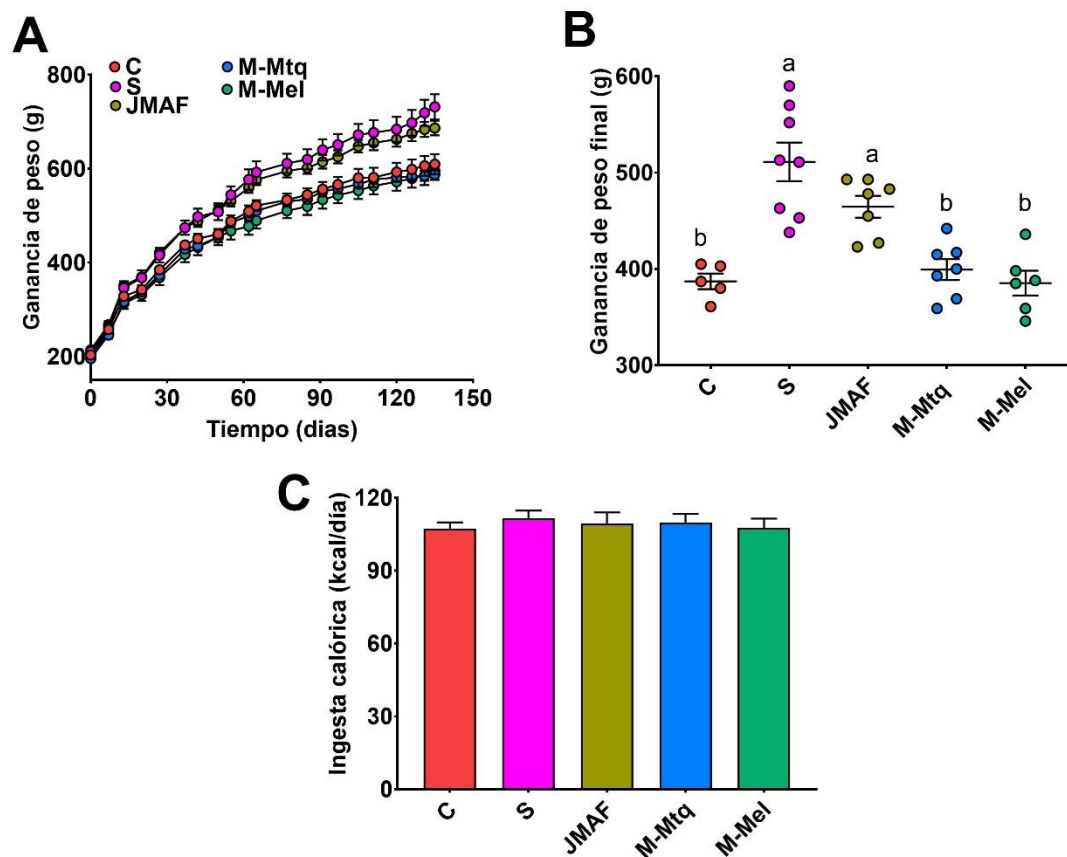 A
C
S
JMAF
M-Mtq
M-Mel
Ganancia de peso (g)
800
600
400
200
0
30
60
90
120
150
Tiempo (dias)
B
Ganancia de peso final (g)
600
500
400
300
b
a
a
b
b
C
S
JMAF
M-Mtq
M-Mel
C
Ingesta calórica (kcal/día)
120
90
60
30
0
C
S
JMAF
M-Mtq
M-Mel